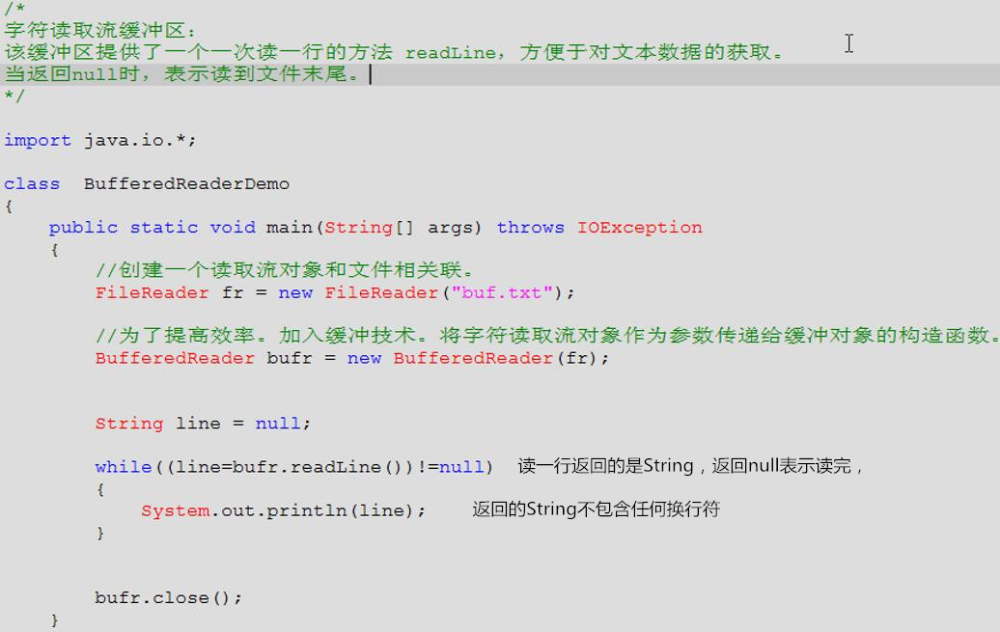 /*
字符读取流缓冲区：
该缓冲区提供了一个一次读一行的方法 readLine，方便于对文本数据的获取。
当返回null时，表示读到文件末尾。
*/
import java.io.*;
class  BufferedReaderDemo
{
public static void main(String[] args) throws IOException
{
//创建一个读取流对象和文件相关联。
FileReader fr = new FileReader("buf.txt");
//为了提高效率。加入缓冲技术。将字符读取流对象作为参数传递给缓冲对象的构造函数。
BufferedReader bufr = new BufferedReader(fr);
String line = null;
while((line=bufr.readLine())!=null) 读一行返回的是String，返回null表示读完，
{
System.out.println(line); 返回的String不包含任何换行符
}
bufr.close();
}